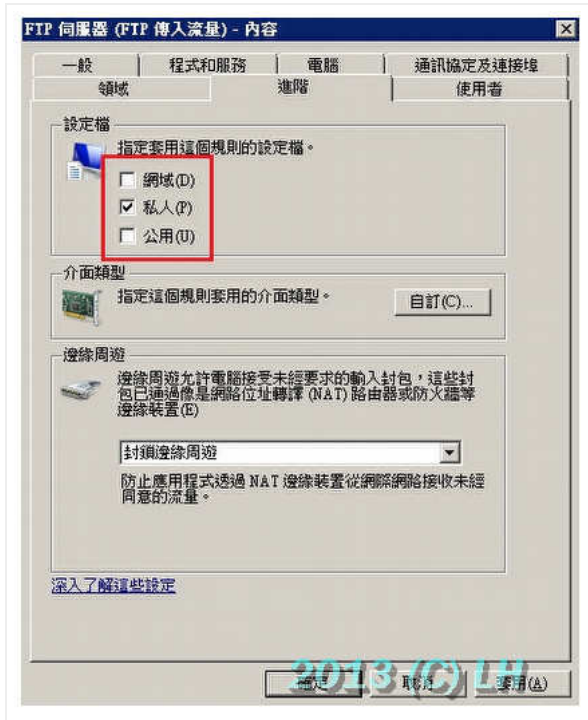 FTP 伺服器 (FTP 傳入流量) - 內容
一般 程式和服務 電腦 通訊協定及連接埠
領域 進階 使用者
設定檔
指定套用這個規則的設定檔。
網域(D)
私人(P)
公用(U)
介面類型
指定這個規則套用的介面類型。
自訂(C)...
邊緣周遊
邊緣周遊允許電腦接受未經要求的輸入封包，這些封
包已通過像是網路位址轉譯 (NAT) 路由器或防火牆等
邊緣裝置(E)
封鎖邊緣周遊
防止應用程式透過 NAT 邊緣裝置從網際網路接收未經
同意的流量。
深入了解這些設定
確定 取消 套用(A)
2013 (C) LH